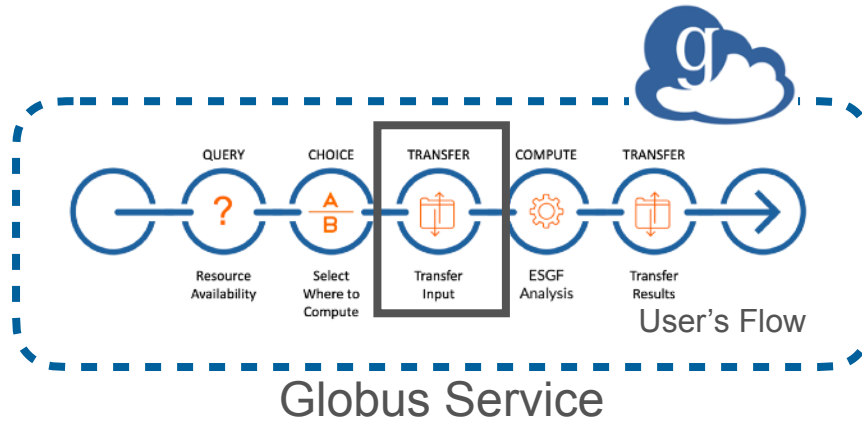 g
QUERY
CHOICE
TRANSFER
COMPUTE
TRANSFER
?
A
B
Resource
Availability
Select
Where to
Compute
Transfer
Input
ESGF
Analysis
Transfer
Results
User's Flow
Globus Service